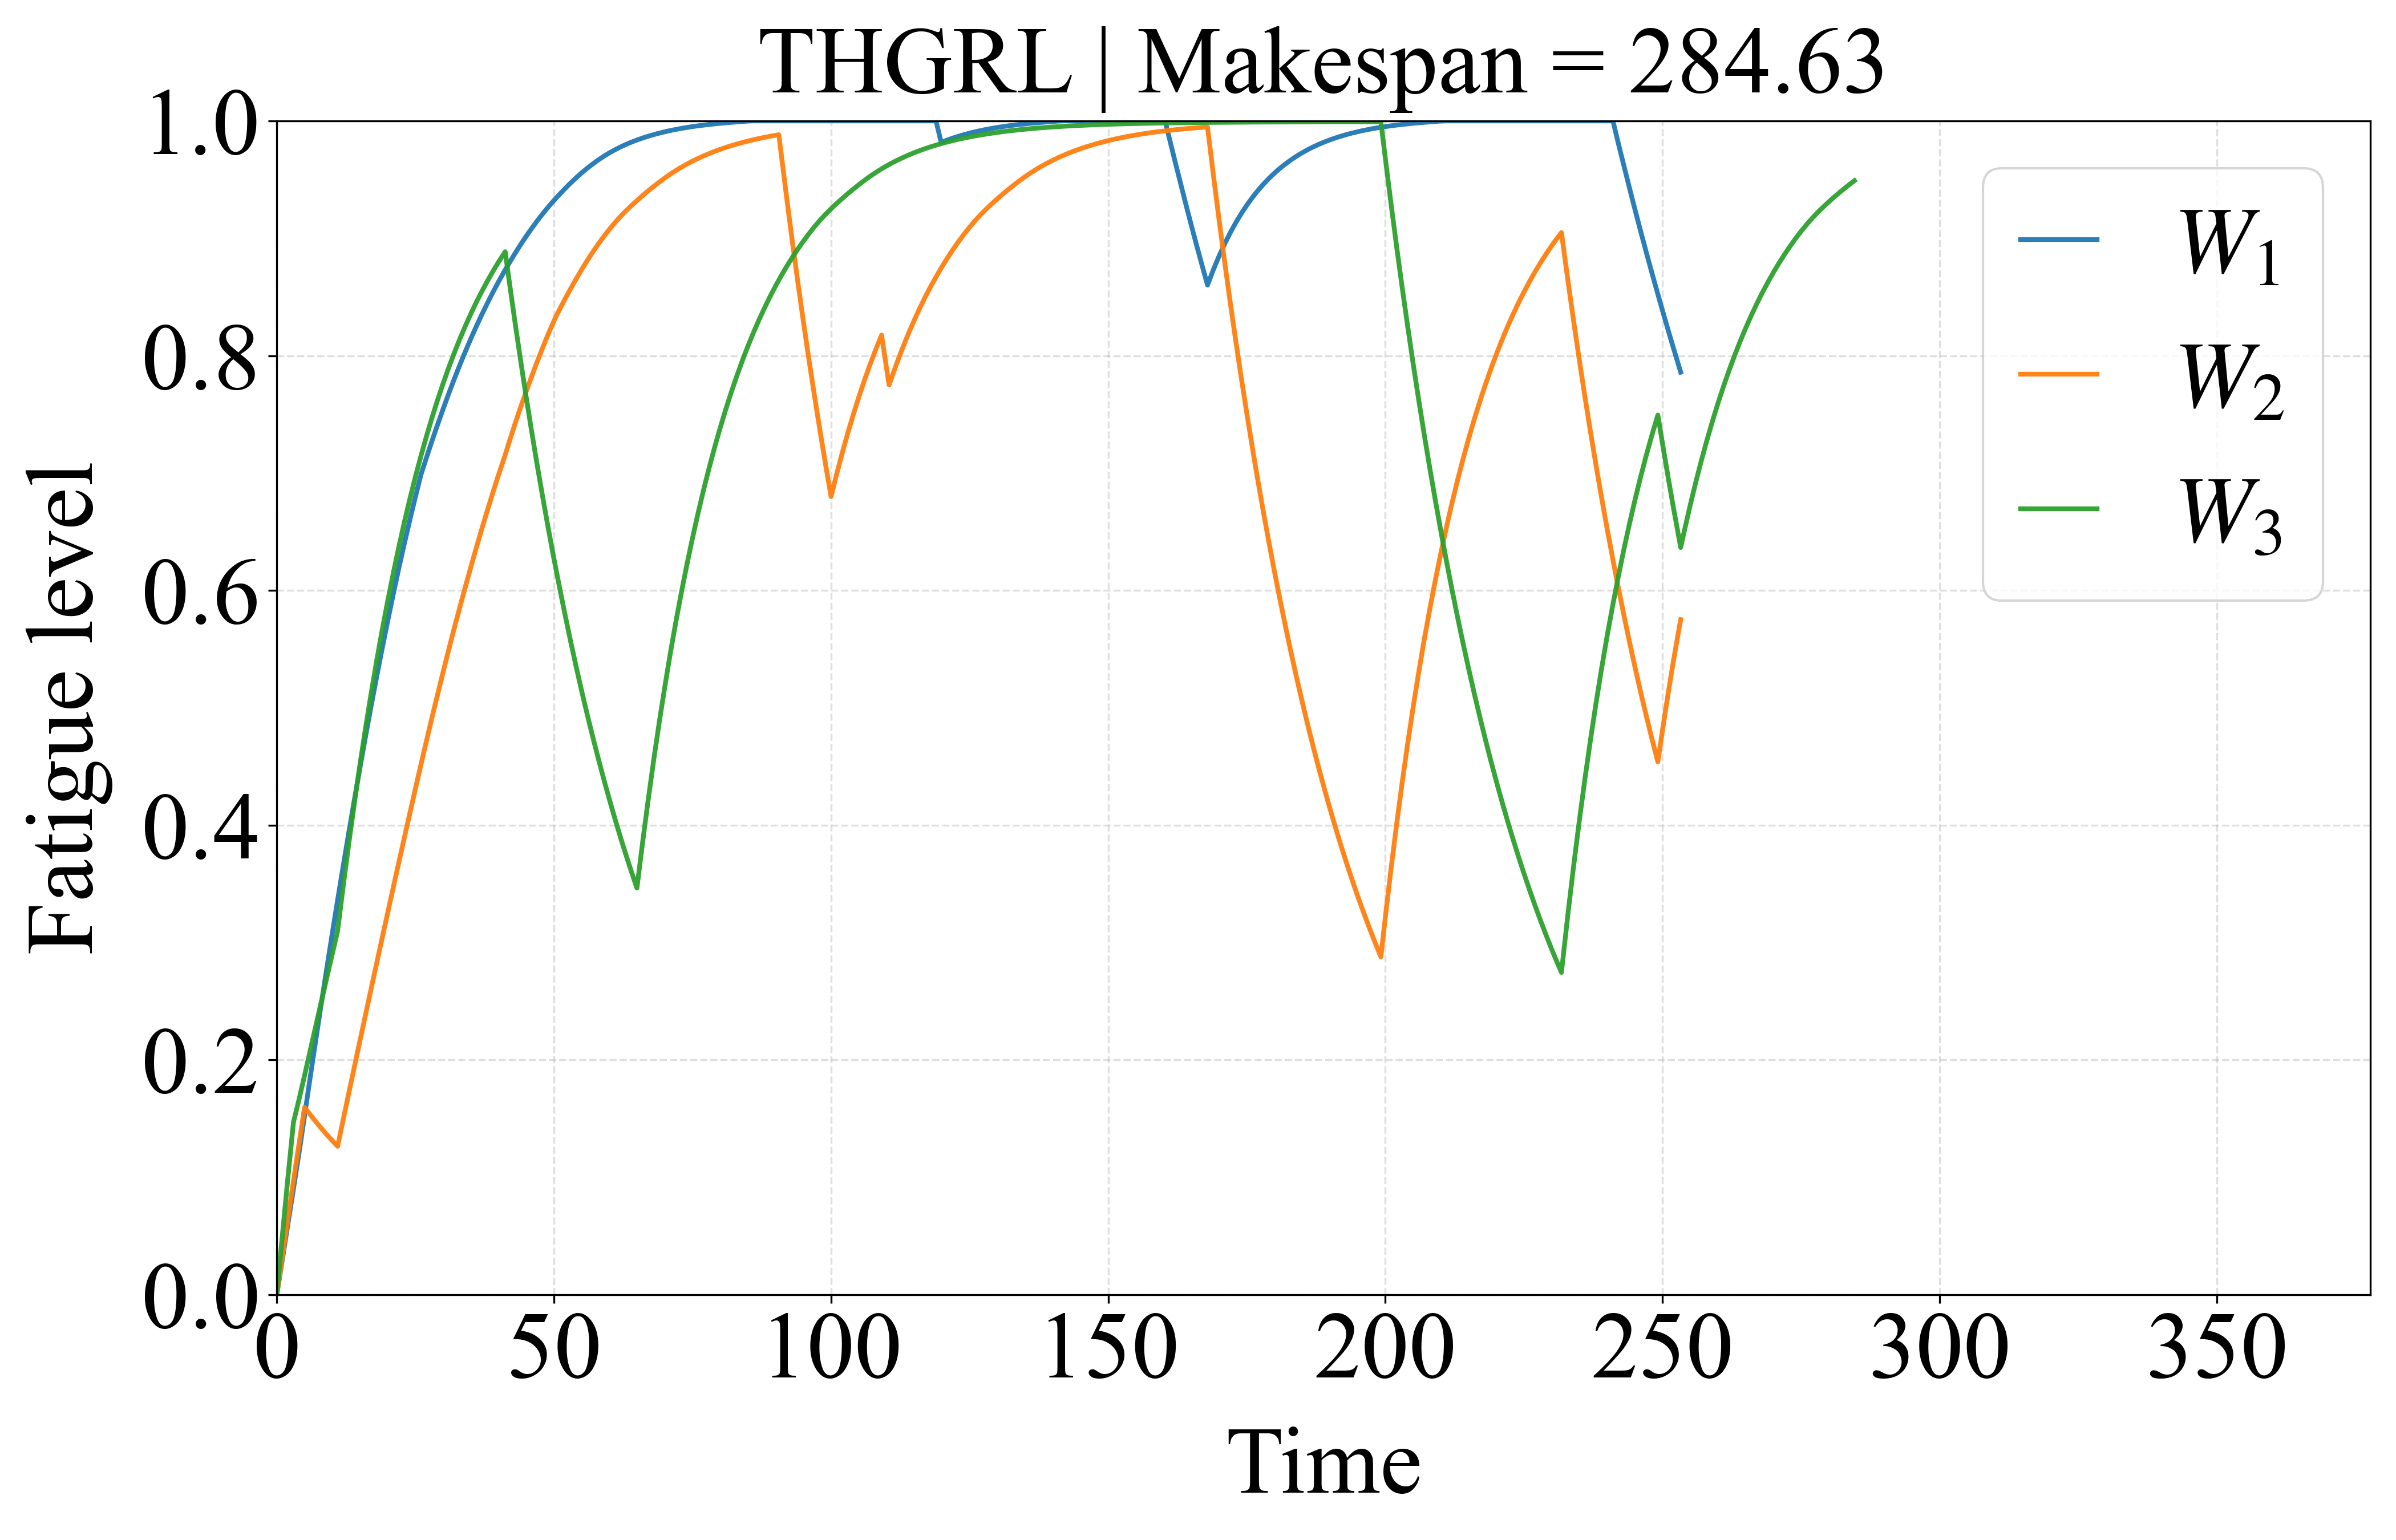 THGRL | Makespan = 284.63
Fatigue level
1.0
0.8
0.6
0.4
0.2
0.0
0 50 100 150 200 250 300 350
Time
W₁
W₂
W₃